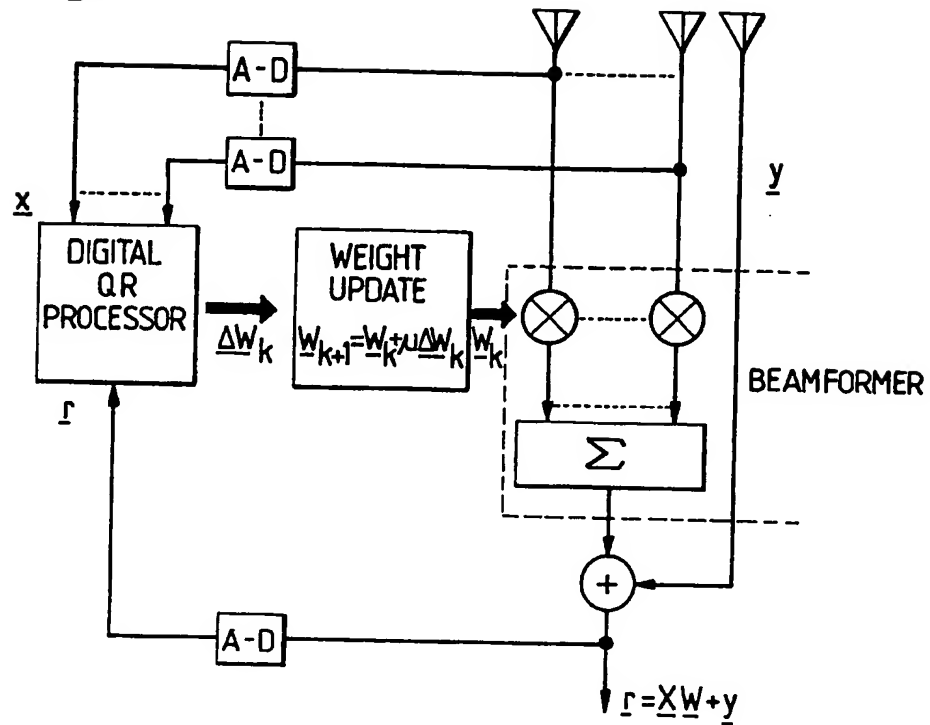 A-D
A-D
x
y
DIGITAL
QR
PROCESSOR
WEIGHT
UPDATE
W_{k+1}=W_k+μΔW_k
ΔW_k
W_k
BEAMFORMER
r
Σ
+
A-D
r=XW+y